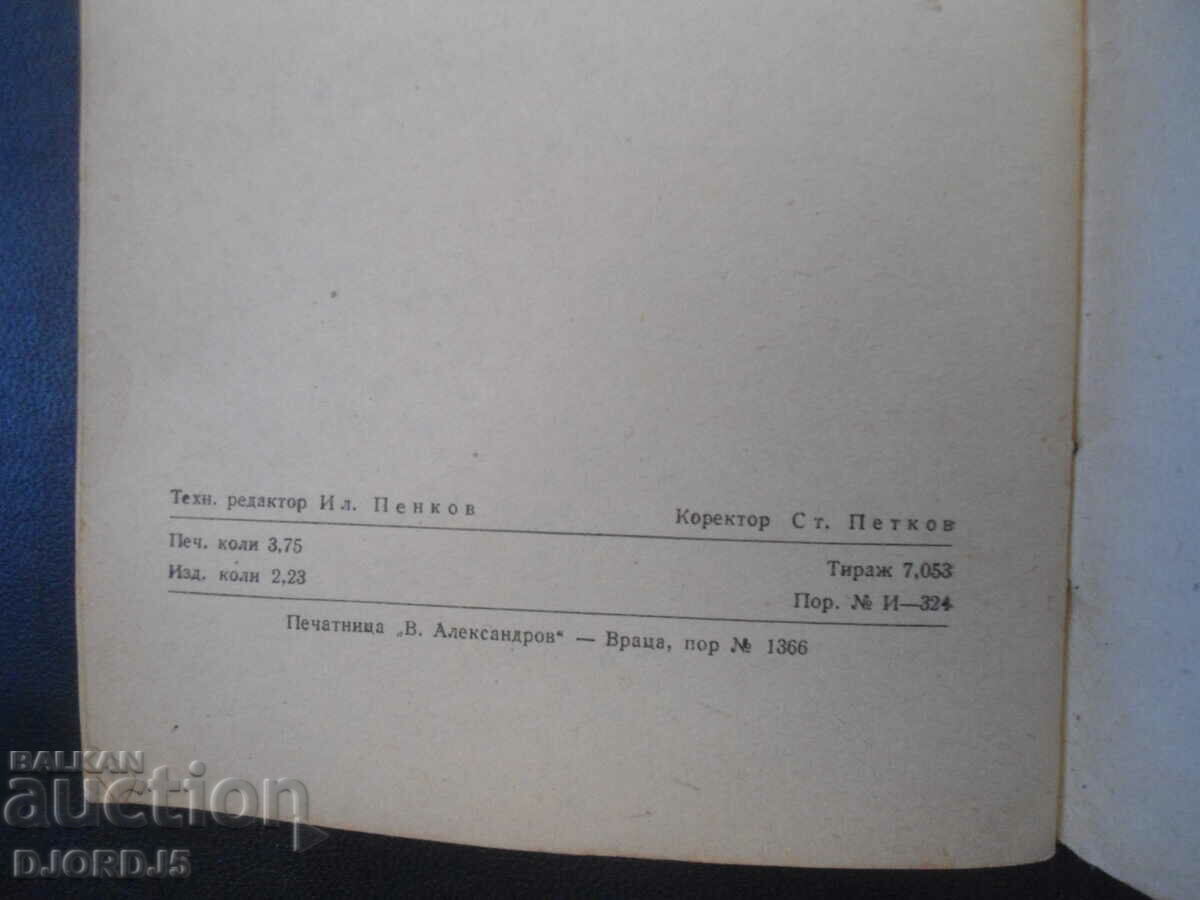 Техн. редактор Ил. Пенков
Коректор Ст. Петков
Печ. коли 3,75
Тираж 7,053
Изд. коли 2,23
Пор. № И—324
Печатница „В. Александров“ — Враца, пор № 1366
BALKAN
auction
DJORDJ5